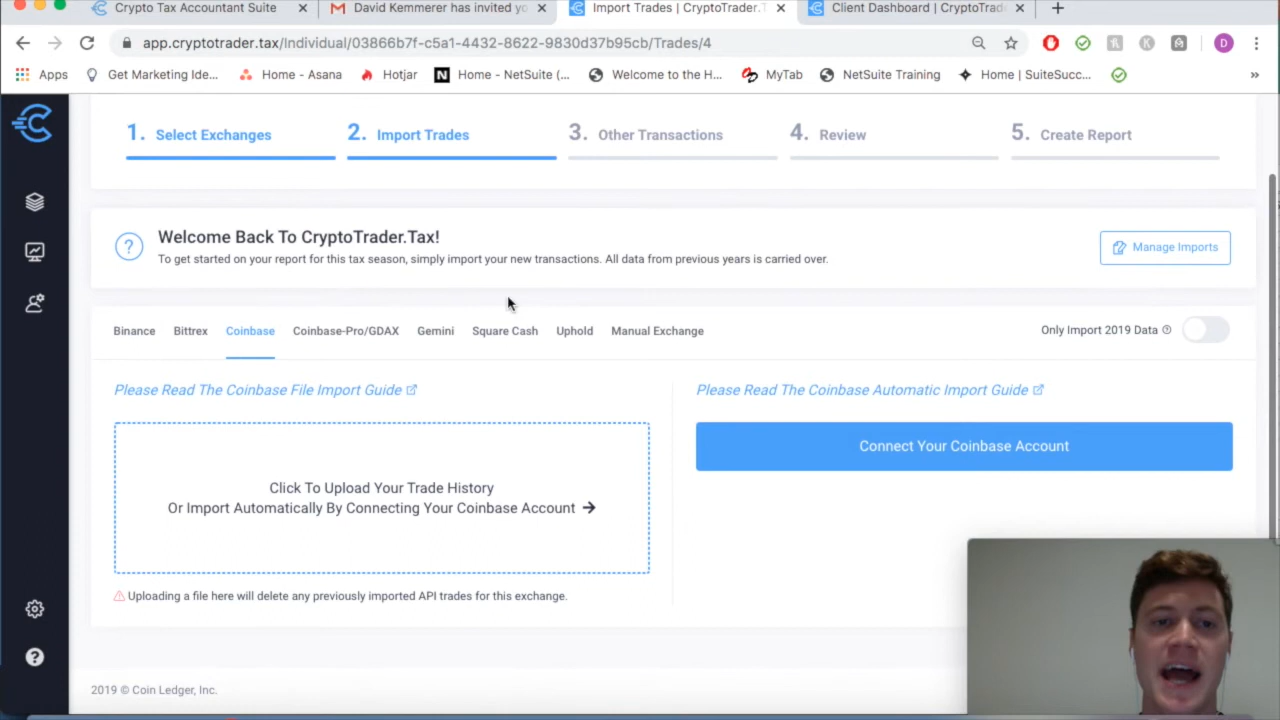 Crypto Tax Accountant Suite
David Kemmerer has invited yo
Import Trades | CryptoTrader.T
Client Dashboard | CryptoTrade
app.cryptotrader.tax/Individual/03866b7f-c5a1-4432-8622-9830d37b95cb/Trades/4
D
Apps
Get Marketing Ide...
Home - Asana
Hotjar
Home - NetSuite (...
Welcome to the H...
MyTab
NetSuite Training
Home | SuiteSucc...
1. Select Exchanges
2. Import Trades
3. Other Transactions
4. Review
5. Create Report
Welcome Back To CryptoTrader.Tax!
To get started on your report for this tax season, simply import your new transactions. All data from previous years is carried over.
Manage Imports
Binance
Bittrex
Coinbase
Coinbase-Pro/GDAX
Gemini
Square Cash
Uphold
Manual Exchange
Only Import 2019 Data
Please Read The Coinbase File Import Guide
Please Read The Coinbase Automatic Import Guide
Click To Upload Your Trade History
Or Import Automatically By Connecting Your Coinbase Account →
Connect Your Coinbase Account
Uploading a file here will delete any previously imported API trades for this exchange.
2019 © Coin Ledger, Inc.